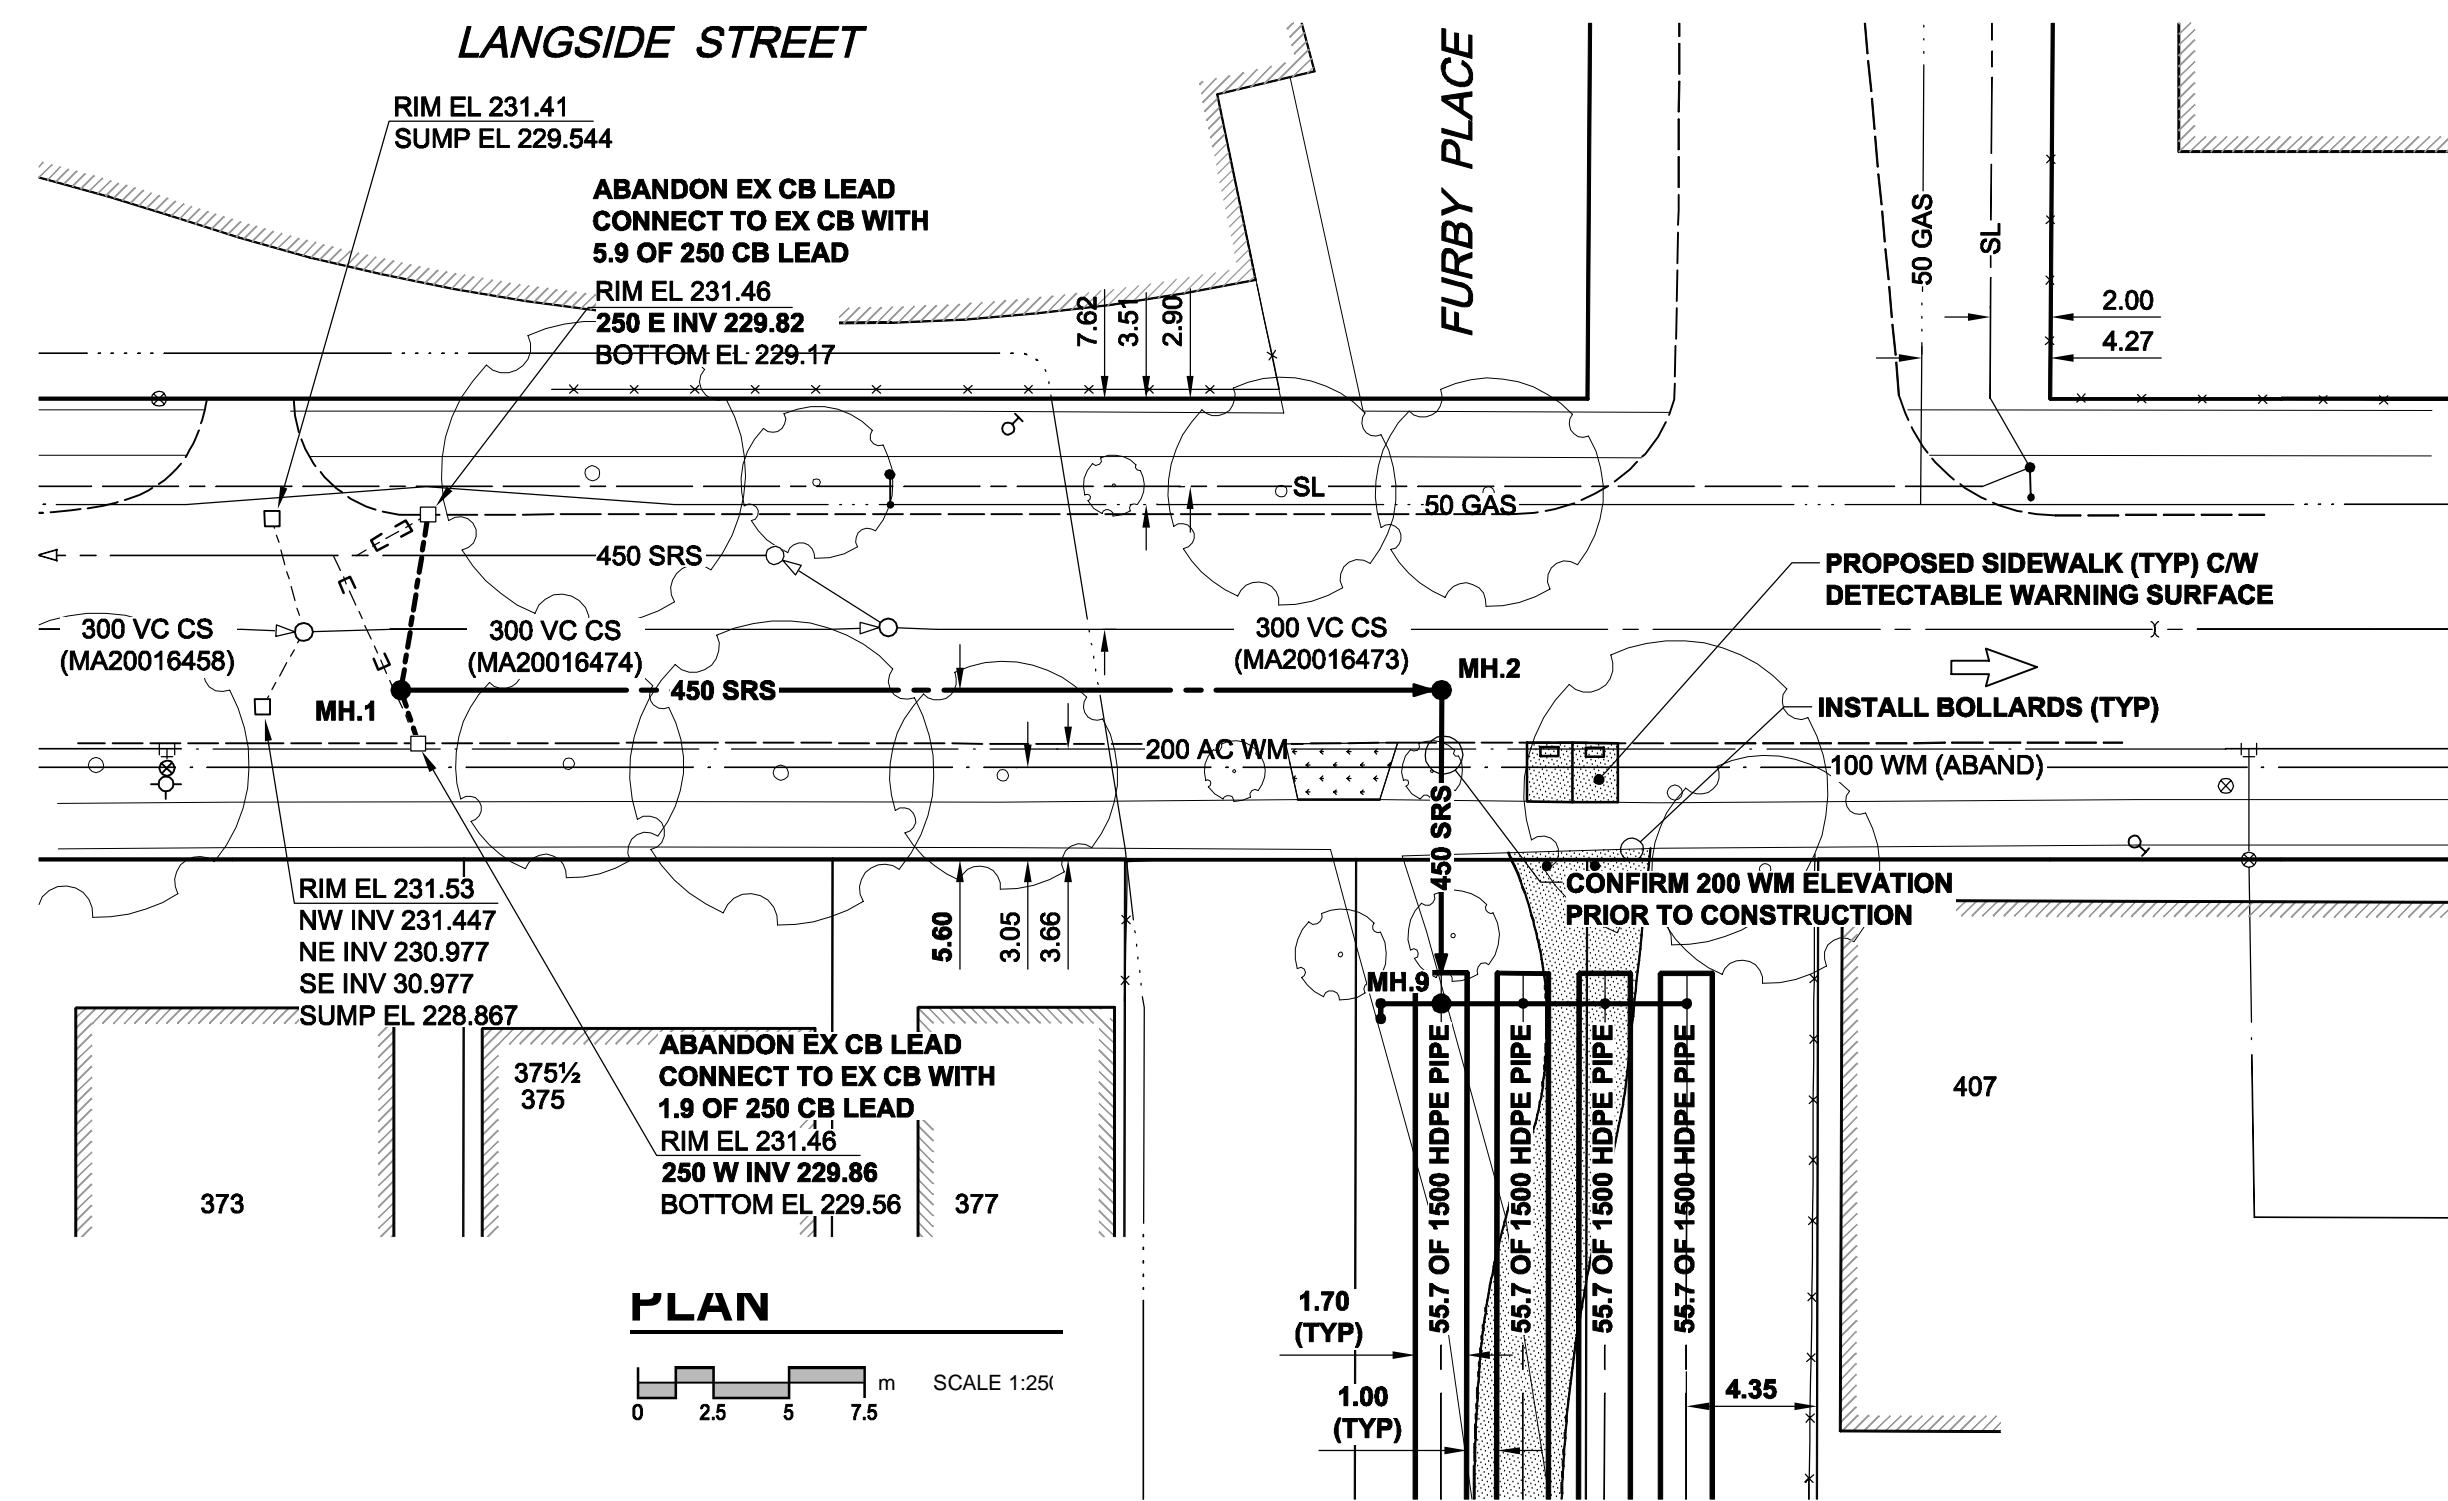 LANGSIDE STREET
FURBY PLACE
RIM EL 231.41
SUMP EL 229.544
ABANDON EX CB LEAD
CONNECT TO EX CB WITH
5.9 OF 250 CB LEAD
RIM EL 231.46
250 E INV 229.82
BOTTOM EL 229.17
7.62
3.51
2.90
50 GAS
SL
2.00
4.27
SL
50 GAS
450 SRS
PROPOSED SIDEWALK (TYP) C/W
DETECTABLE WARNING SURFACE
300 VC CS
(MA20016458)
300 VC CS
(MA20016474)
300 VC CS
(MA20016473)
MH.1
450 SRS
MH.2
INSTALL BOLLARDS (TYP)
200 AC WM
100 WM (ABAND)
450 SRS
CONFIRM 200 WM ELEVATION
PRIOR TO CONSTRUCTION
RIM EL 231.53
NW INV 231.447
NE INV 230.977
SE INV 30.977
SUMP EL 228.867
5.60
3.05
3.66
MH.9
ABANDON EX CB LEAD
CONNECT TO EX CB WITH
1.9 OF 250 CB LEAD
RIM EL 231.46
250 W INV 229.86
BOTTOM EL 229.56
375½
375
373
377
407
55.7 OF 1500 HDPE PIPE
55.7 OF 1500 HDPE PIPE
55.7 OF 1500 HDPE PIPE
55.7 OF 1500 HDPE PIPE
1.70
(TYP)
1.00
(TYP)
4.35
PLAN
m
SCALE 1:250
0
2.5
5
7.5